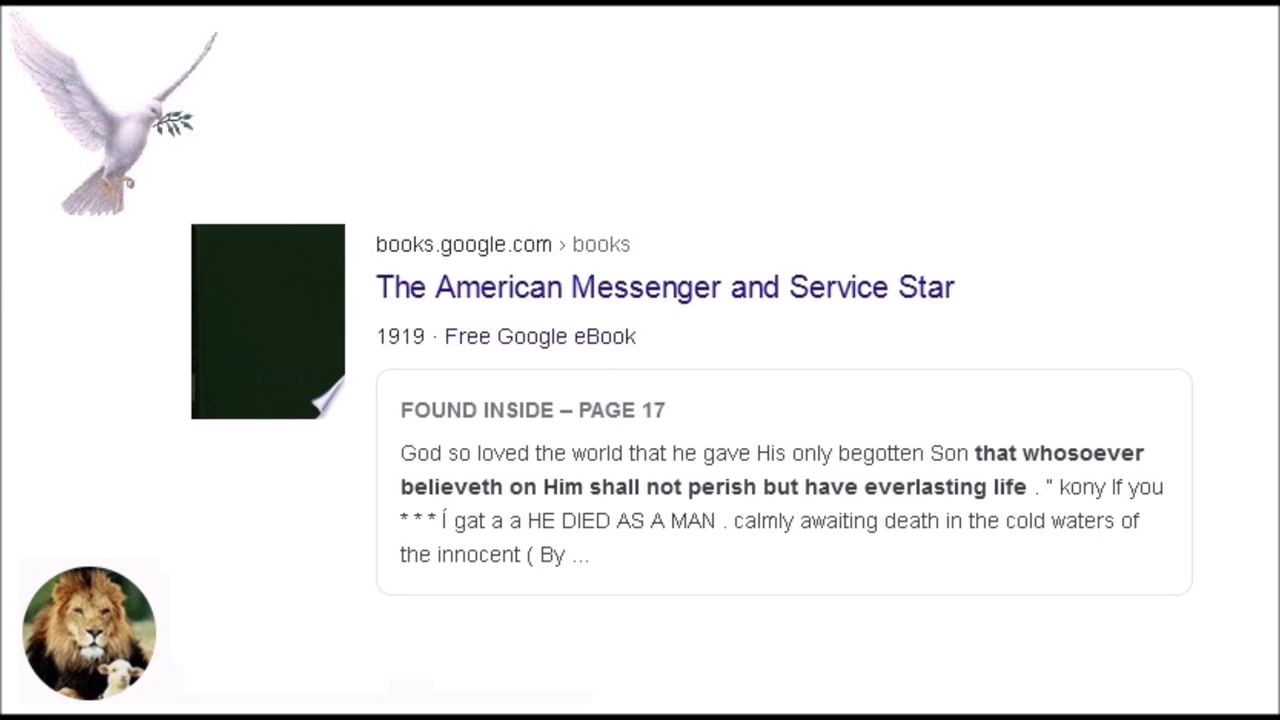 books.google.com › books
The American Messenger and Service Star
1919 · Free Google eBook
FOUND INSIDE – PAGE 17
God so loved the world that he gave His only begotten Son that whosoever
believeth on Him shall not perish but have everlasting life . " kony If you
* * * Í gat a a HE DIED AS A MAN . calmly awaiting death in the cold waters of
the innocent ( By ...